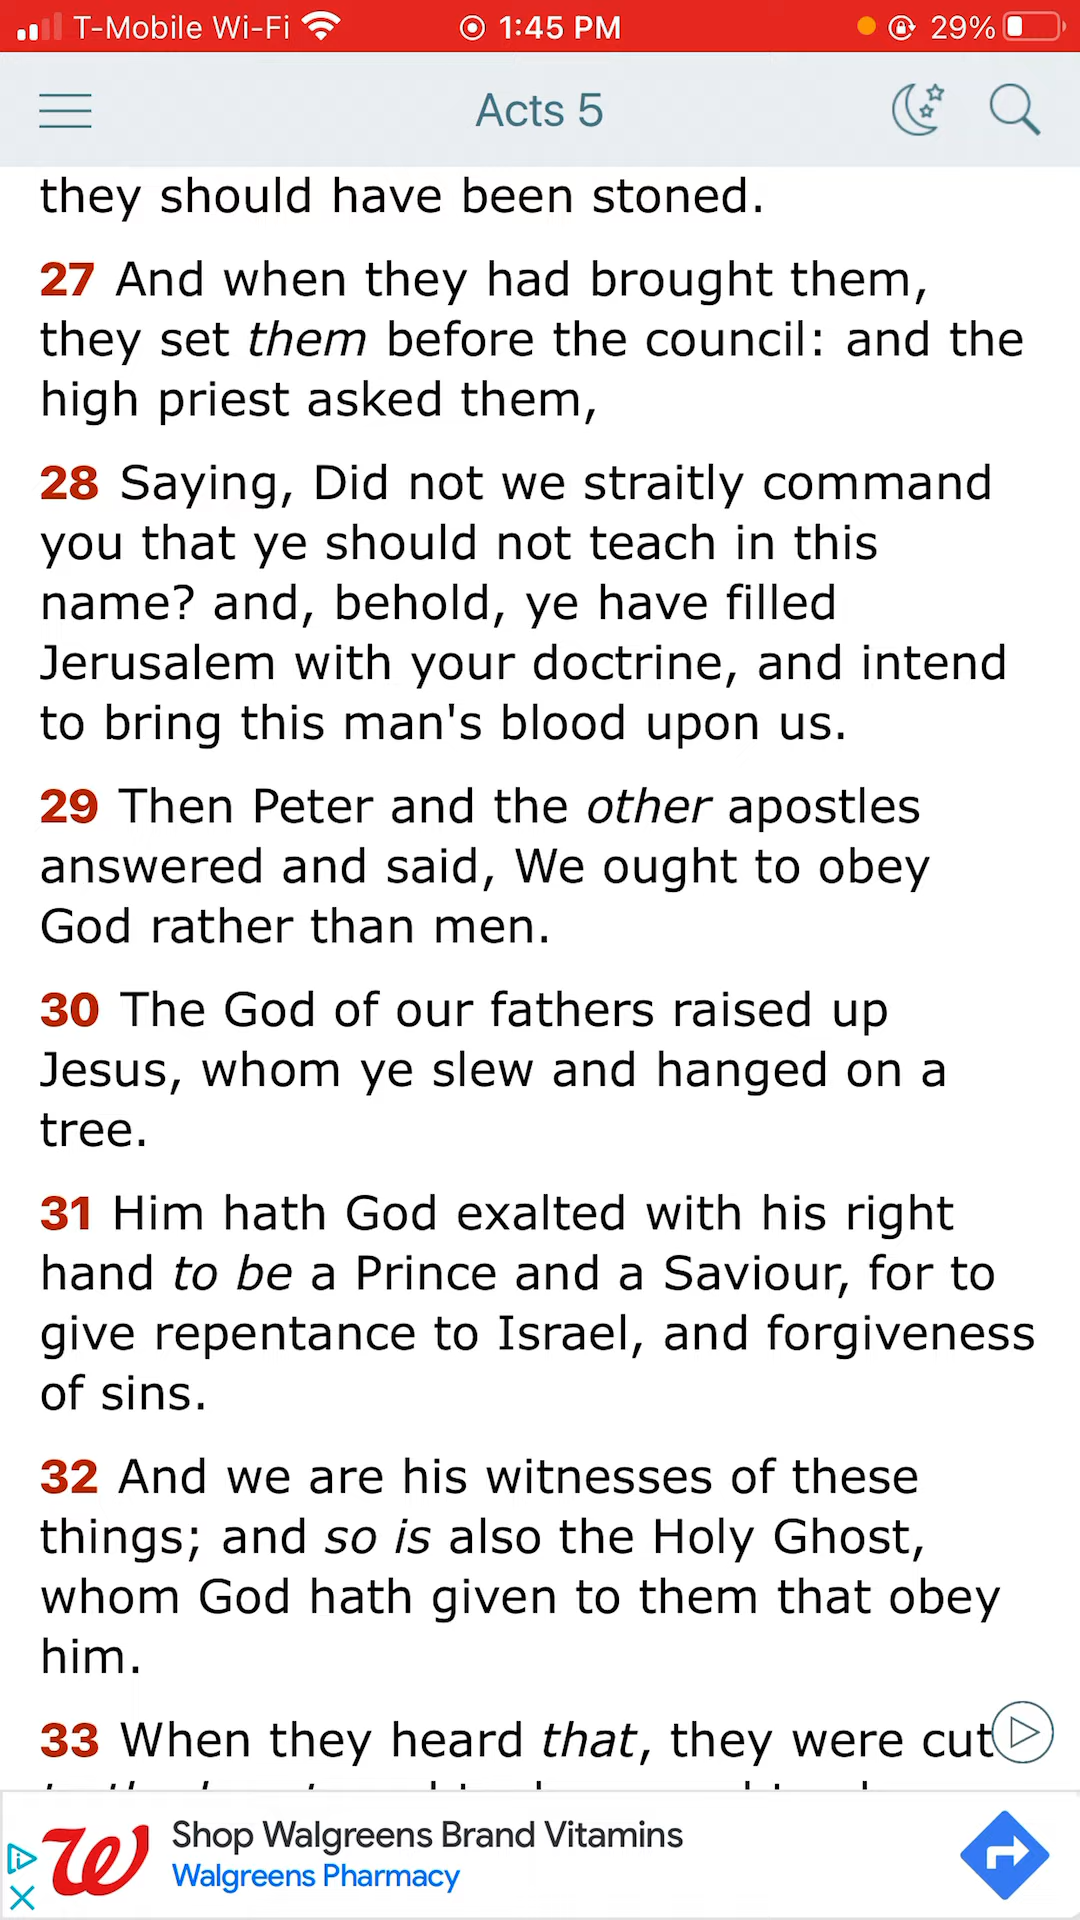 T-Mobile Wi-Fi 1:45 PM 29%
Acts 5
they should have been stoned.
27 And when they had brought them,
they set them before the council: and the
high priest asked them,
28 Saying, Did not we straitly command
you that ye should not teach in this
name? and, behold, ye have filled
Jerusalem with your doctrine, and intend
to bring this man's blood upon us.
29 Then Peter and the other apostles
answered and said, We ought to obey
God rather than men.
30 The God of our fathers raised up
Jesus, whom ye slew and hanged on a
tree.
31 Him hath God exalted with his right
hand to be a Prince and a Saviour, for to
give repentance to Israel, and forgiveness
of sins.
32 And we are his witnesses of these
things; and so is also the Holy Ghost,
whom God hath given to them that obey
him.
33 When they heard that, they were cut
Shop Walgreens Brand Vitamins
Walgreens Pharmacy